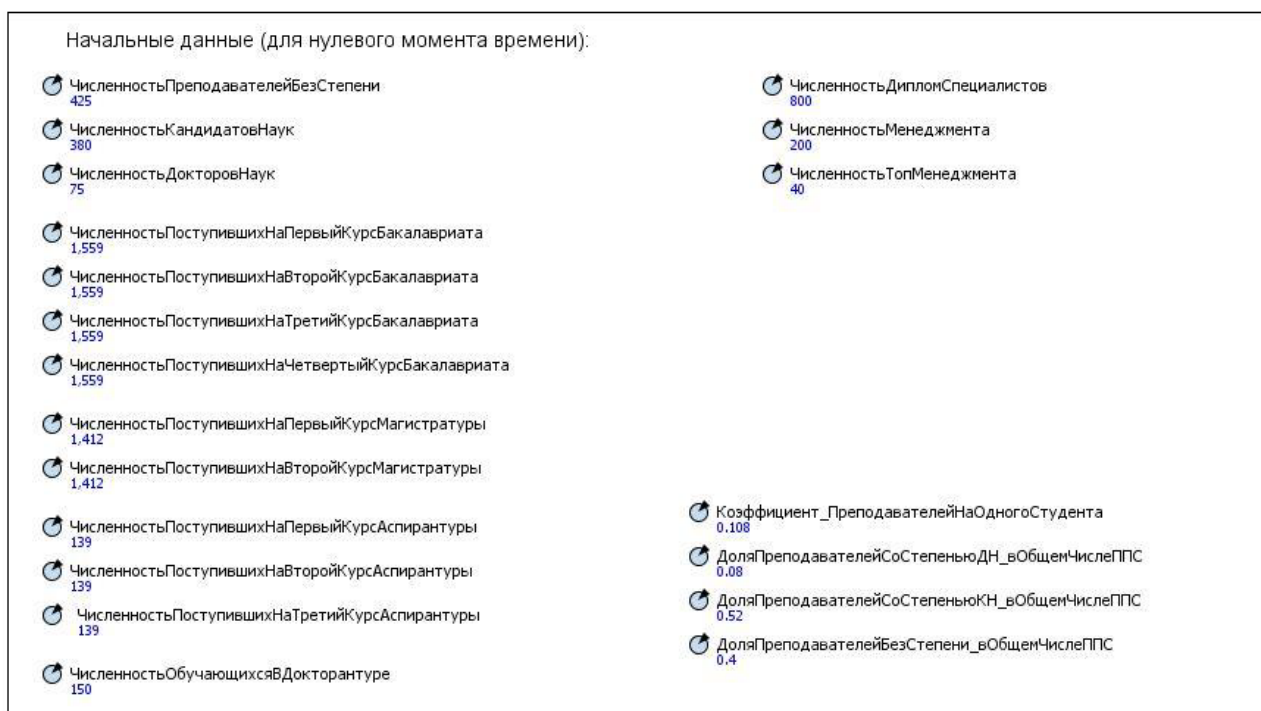 Начальные данные (для нулевого момента времени):
ЧисленностьПреподавателейБезСтепени
425
ЧисленностьКандидатовНаук
380
ЧисленностьДокторовНаук
75
ЧисленностьПоступившихНаПервыйКурсБакалавриата
1,559
ЧисленностьПоступившихНаВторойКурсБакалавриата
1,559
ЧисленностьПоступившихНаТретийКурсБакалавриата
1,559
ЧисленностьПоступившихНаЧетвертыйКурсБакалавриата
1,559
ЧисленностьПоступившихНаПервыйКурсМагистратуры
1,412
ЧисленностьПоступившихНаВторойКурсМагистратуры
1,412
ЧисленностьПоступившихНаПервыйКурсАспирантуры
139
ЧисленностьПоступившихНаВторойКурсАспирантуры
139
ЧисленностьПоступившихНаТретийКурсАспирантуры
139
ЧисленностьОбучающихсяВДокторантуре
150
ЧисленностьДипломСпециалистов
800
ЧисленностьМенеджмента
200
ЧисленностьТопМенеджмента
40
Коэффициент_ПреподавателейНаОдногоСтудента
0.108
ДоляПреподавателейСоСтепеньюДН_вОбщемЧислеППС
0.08
ДоляПреподавателейСоСтепеньюКН_вОбщемЧислеППС
0.52
ДоляПреподавателейБезСтепени_вОбщемЧислеППС
0.4